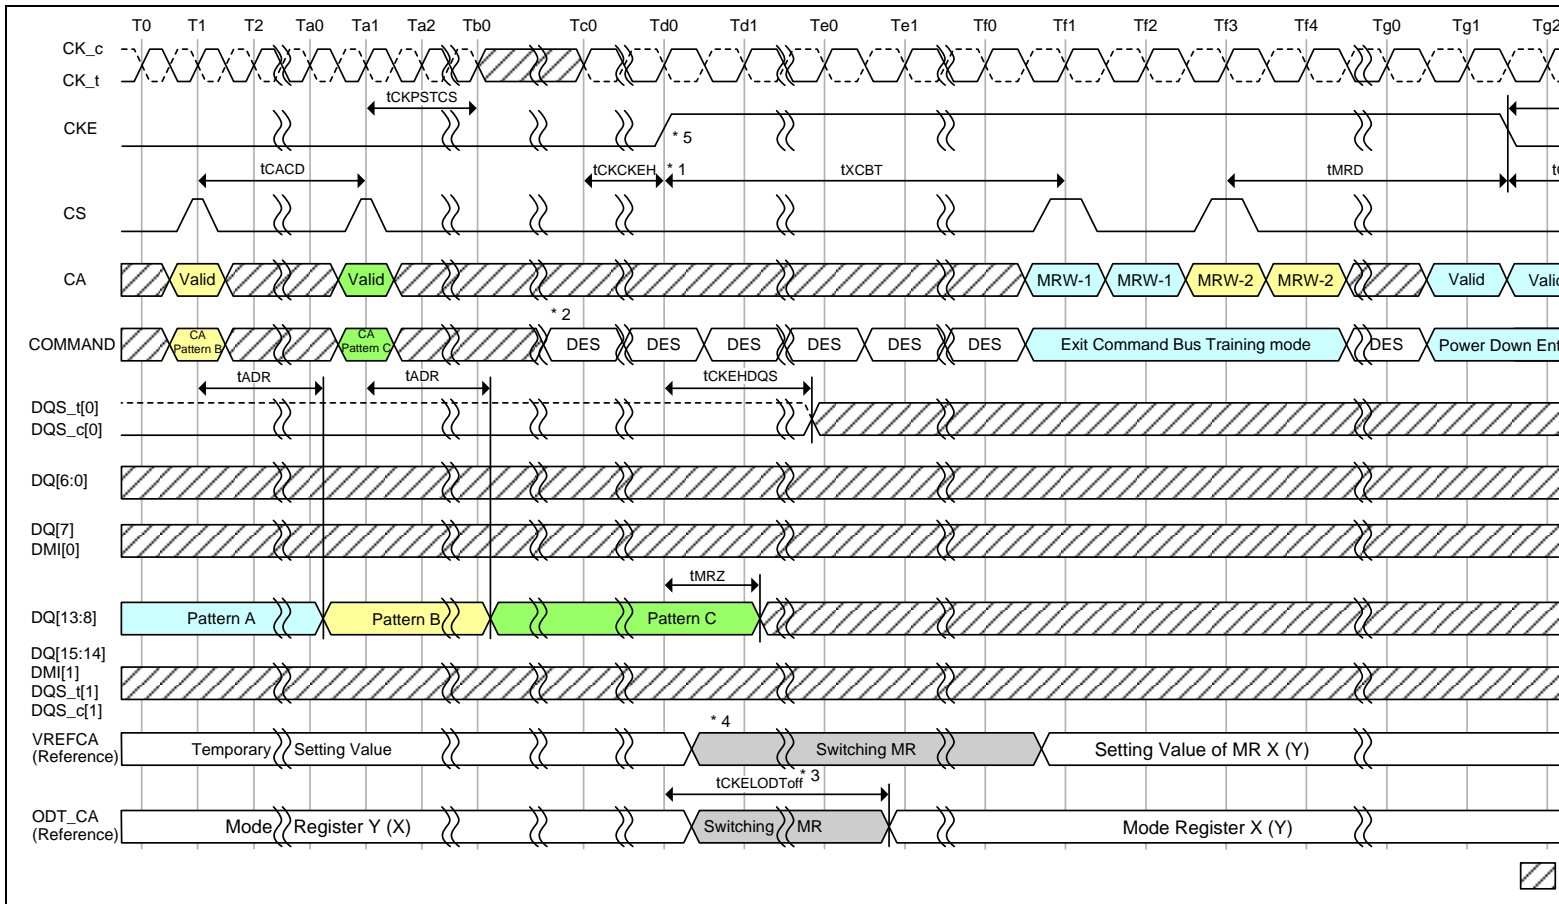 T0 T1 T2 Ta0 Ta1 Ta2 Tb0 Tc0 Td0 Td1 Te0 Te1 Tf0 Tf1 Tf2 Tf3 Tf4 Tg0 Tg1 Tg2
CK_c
CK_t
tCKPSTCS
CKE
* 5
tCACD tCKCKEH * 1 tXCBT tMRD
CS
CA Valid Valid MRW-1 MRW-1 MRW-2 MRW-2 Valid
* 2
COMMAND CA Pattern B CA Pattern C DES DES DES DES DES DES Exit Command Bus Training mode DES Power Down
tADR tADR tCKEHDQS
DQS_t[0]
DQS_c[0]
DQ[6:0]
DQ[7]
DMI[0]
tMRZ
DQ[13:8] Pattern A Pattern B Pattern C
DQ[15:14]
DMI[1]
DQS_t[1]
DQS_c[1]
* 4
VREFCA
(Reference)
Temporary Setting Value Switching MR Setting Value of MR X (Y)
tCKELODToff * 3
ODT_CA
(Reference)
Mode Register Y (X) Switching MR Mode Register X (Y)